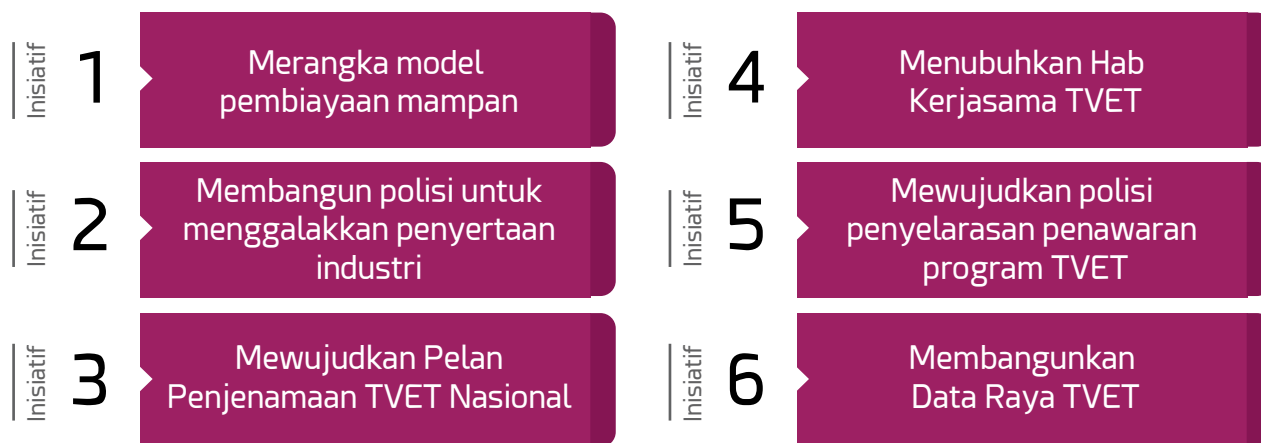 Inisiatif
1
Merangka model
pembiayaan mampan
Inisiatif
2
Membangun polisi untuk
menggalakkan penyertaan
industri
Inisiatif
3
Mewujudkan Pelan
Penjenamaan TVET Nasional
Inisiatif
4
Menubuhkan Hab
Kerjasama TVET
Inisiatif
5
Mewujudkan polisi
penyelarasan penawaran
program TVET
Inisiatif
6
Membangunkan
Data Raya TVET